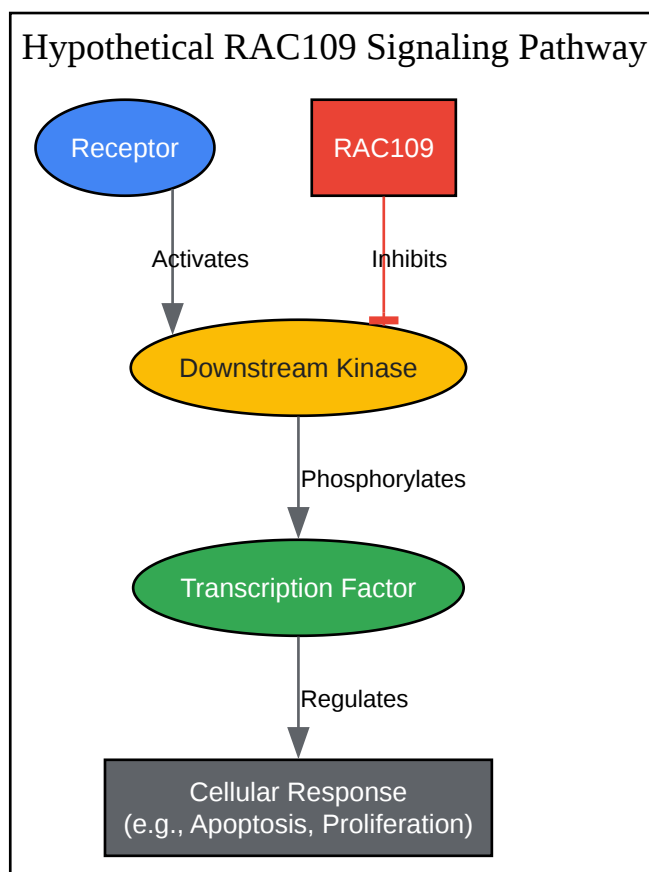 Hypothetical RAC109 Signaling Pathway
Receptor
RAC109
Activates
Inhibits
Downstream Kinase
Phosphorylates
Transcription Factor
Regulates
Cellular Response
(e.g., Apoptosis, Proliferation)